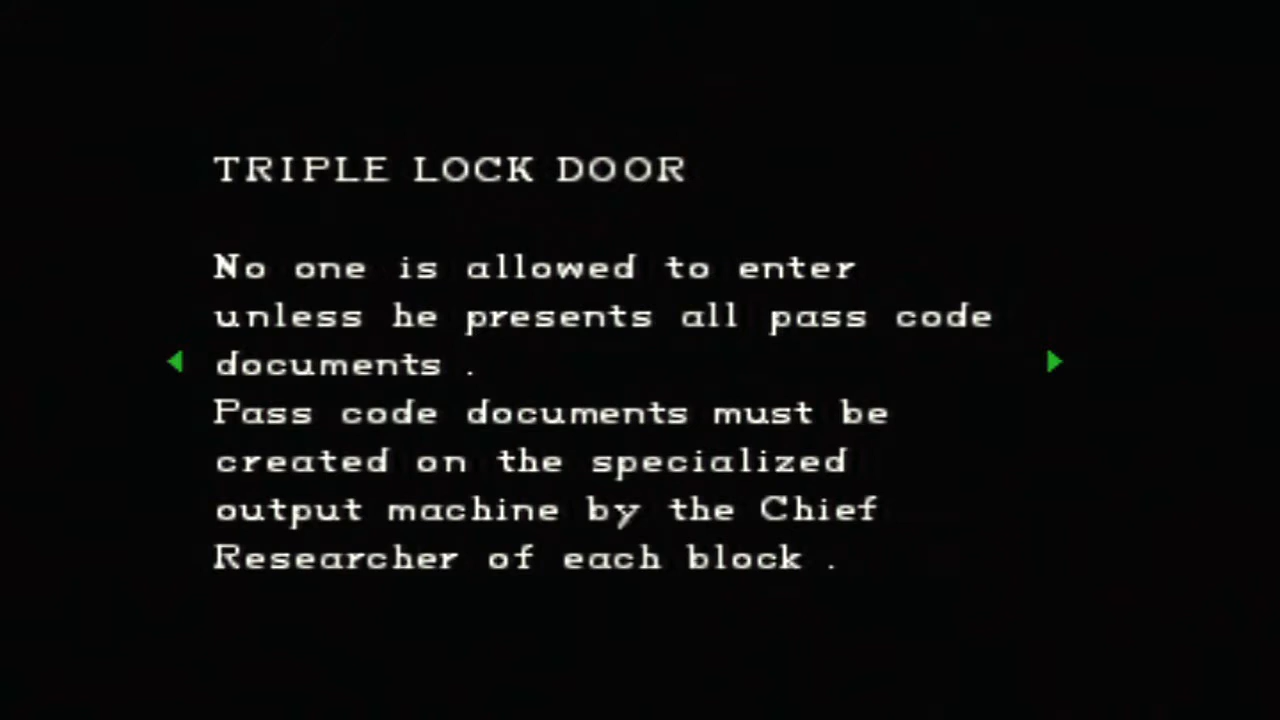 TRIPLE LOCK DOOR
No one is allowed to enter
unless he presents all pass code
documents .
Pass code documents must be
created on the specialized
output machine by the Chief
Researcher of each block .